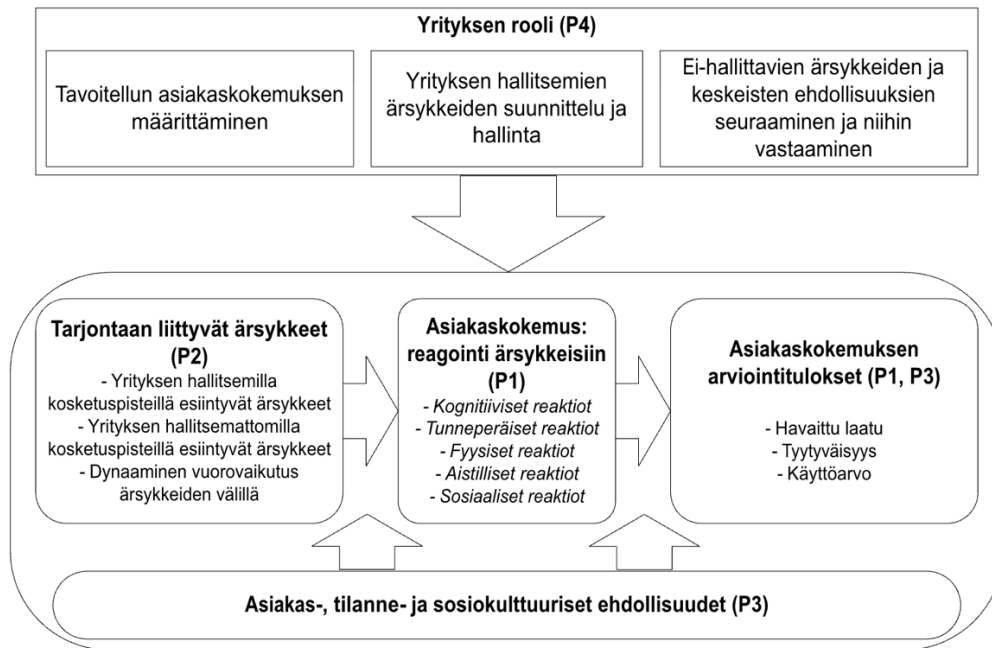 Yrityksen rooli (P4)
Tavoitellun asiakaskokemuksen
määrittäminen
Yrityksen hallitsemien
ärsykkeiden suunnittelu ja
hallinta
Ei-hallittavien ärsykkeiden ja
keskeisten ehdollisuuksien
seuraaminen ja niihin
vastaaminen
Tarjontaan liittyvät ärsykkeet
(P2)
- Yrityksen hallitsemilla
kosketuspisteillä esiintyvät ärsykkeet
- Yrityksen hallitsemattomilla
kosketuspisteillä esiintyvät ärsykkeet
- Dynaaminen vuorovaikutus
ärsykkeiden välillä
Asiakaskokemus:
reagointi ärsykkeisiin
(P1)
- Kognitiiviset reaktiot
- Tunneperäiset reaktiot
- Fyysiset reaktiot
- Aistilliset reaktiot
- Sosiaaliset reaktiot
Asiakaskokemuksen
arviointitulokset (P1, P3)
- Havaittu laatu
- Tyytyväisyys
- Käyttöarvo
Asiakas-, tilanne- ja sosiokulttuuriset ehdollisuudet (P3)